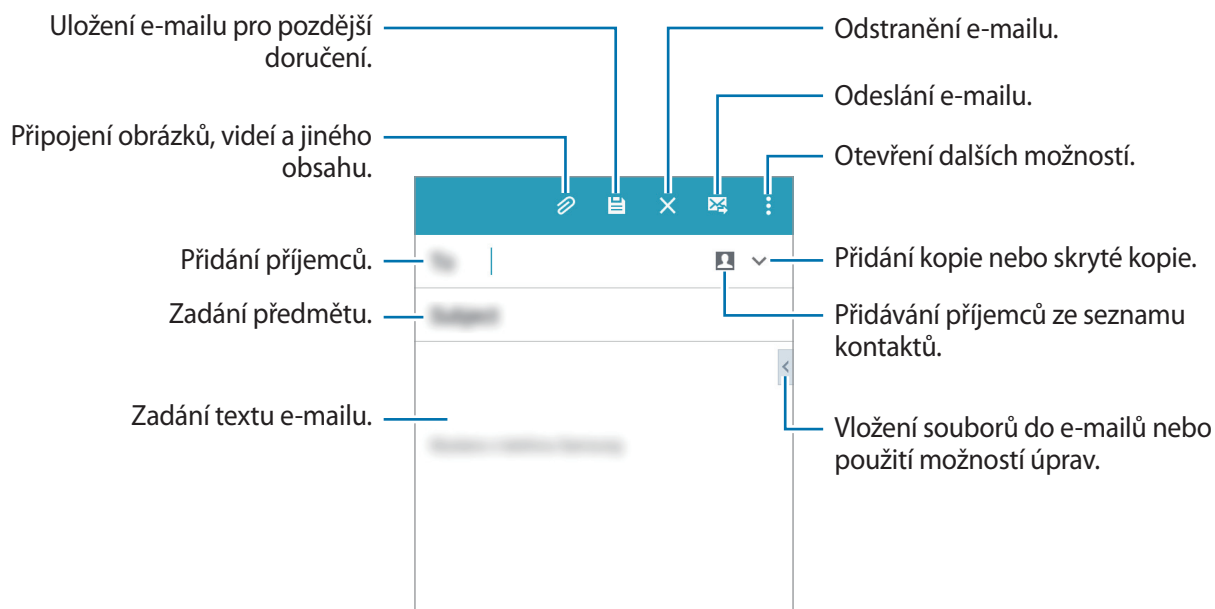 Uložení e-mailu pro pozdější
doručení.
Připojení obrázků, videí a jiného
obsahu.
Přidání příjemců.
Zadání předmětu.
Zadání textu e-mailu.
Odstranění e-mailu.
Odeslání e-mailu.
Otevření dalších možností.
Přidání kopie nebo skryté kopie.
Přidávání příjemců ze seznamu
kontaktů.
Vložení souborů do e-mailů nebo
použití možností úprav.
To
Subject